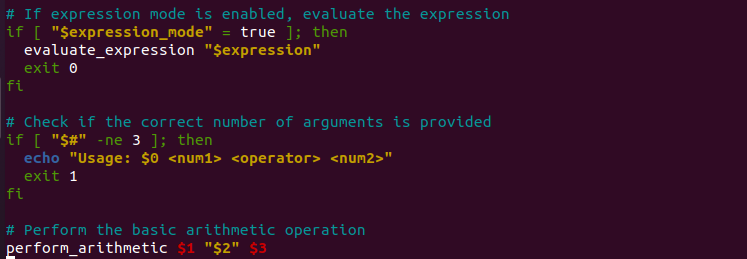 # If expression mode is enabled, evaluate the expression
if [ "$expression_mode" = true ]; then
  evaluate_expression "$expression"
  exit 0
fi

# Check if the correct number of arguments is provided
if [ "$#" -ne 3 ]; then
  echo "Usage: $0 <num1> <operator> <num2>"
  exit 1
fi

# Perform the basic arithmetic operation
perform_arithmetic $1 "$2" $3